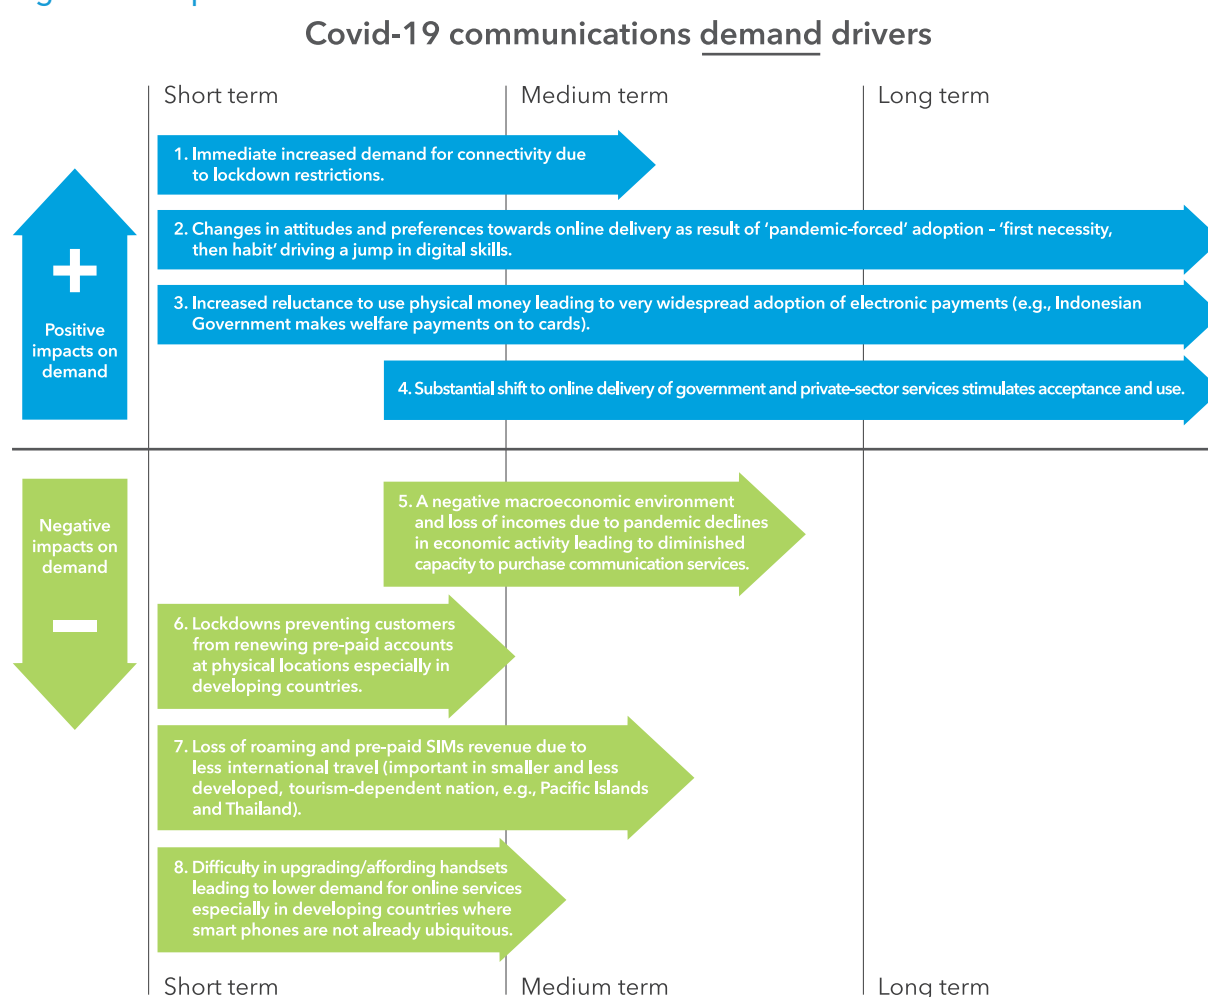 Covid-19 communications demand drivers
Short term
Medium term
Long term
1. Immediate increased demand for connectivity due
to lockdown restrictions.
2. Changes in attitudes and preferences towards online delivery as result of ‘pandemic-forced’ adoption – ‘first necessity,
then habit’ driving a jump in digital skills.
3. Increased reluctance to use physical money leading to very widespread adoption of electronic payments (e.g., Indonesian
Government makes welfare payments on to cards).
4. Substantial shift to online delivery of government and private-sector services stimulates acceptance and use.
+
Positive
impacts on
demand
Negative
impacts on
demand
–
5. A negative macroeconomic environment
and loss of incomes due to pandemic declines
in economic activity leading to diminished
capacity to purchase communication services.
6. Lockdowns preventing customers
from renewing pre-paid accounts
at physical locations especially in
developing countries.
7. Loss of roaming and pre-paid SIMs revenue due to
less international travel (important in smaller and less
developed, tourism-dependent nation, e.g., Pacific Islands
and Thailand).
8. Difficulty in upgrading/affording handsets
leading to lower demand for online services
especially in developing countries where
smart phones are not already ubiquitous.
Short term
Medium term
Long term